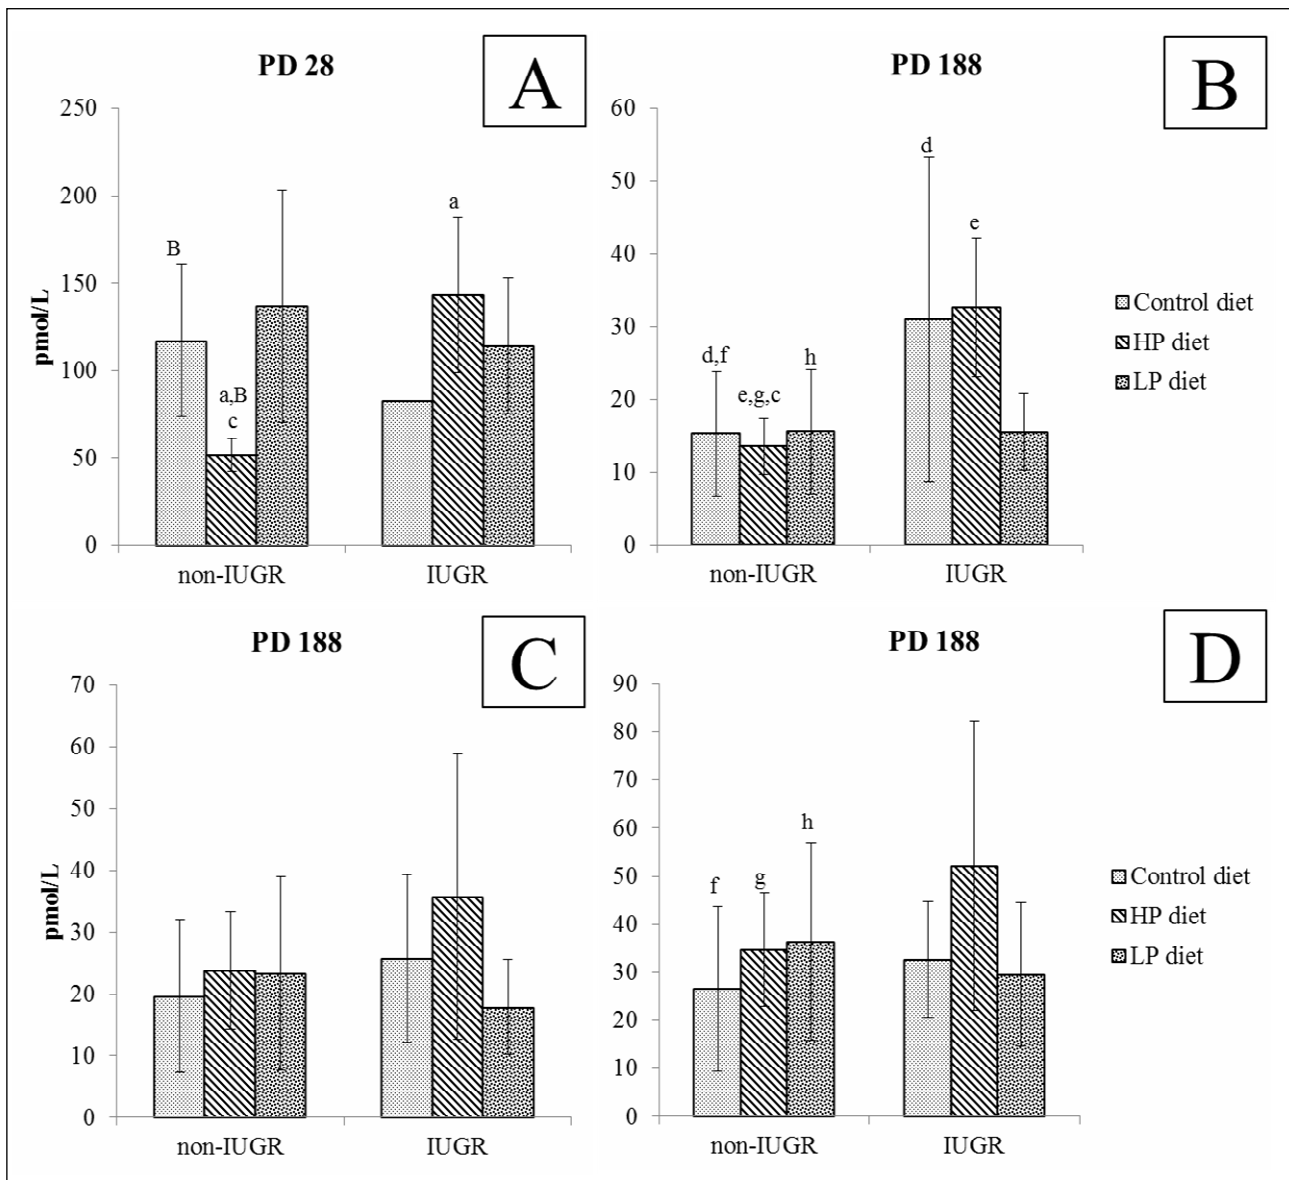 PD 28
A
250
200
150
100
50
0
pmol/L
B
a,B
c
a
non-IUGR
IUGR
PD 188
B
60
50
40
30
20
10
0
d,f
e,g,c
h
d
e
non-IUGR
IUGR
Control diet
HP diet
LP diet
PD 188
C
70
60
50
40
30
20
10
0
pmol/L
non-IUGR
IUGR
PD 188
D
90
80
70
60
50
40
30
20
10
0
f
g
h
non-IUGR
IUGR
Control diet
HP diet
LP diet